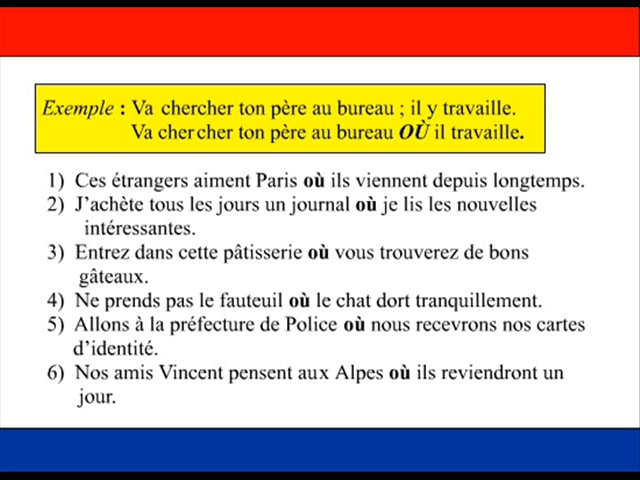 Exemple : Va chercher ton père au bureau ; il y travaille.
Va chercher ton père au bureau OÙ il travaille.
1) Ces étrangers aiment Paris où ils viennent depuis longtemps.
2) J'achète tous les jours un journal où je lis les nouvelles
intéressantes.
3) Entrez dans cette pâtisserie où vous trouverez de bons
gâteaux.
4) Ne prends pas le fauteuil où le chat dort tranquillement.
5) Allons à la préfecture de Police où nous recevrons nos cartes
d'identité.
6) Nos amis Vincent pensent aux Alpes où ils reviendront un
jour.